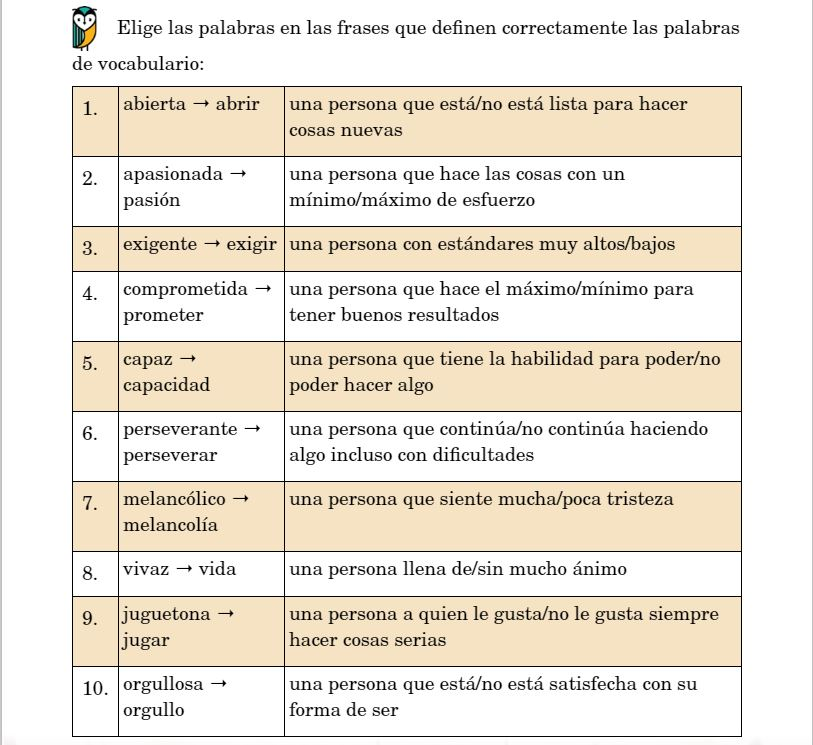 Elige las palabras en las frases que definen correctamente las palabras
de vocabulario:
1. abierta → abrir una persona que está/no está lista para hacer
cosas nuevas
2. apasionada → una persona que hace las cosas con un
pasión mínimo/máximo de esfuerzo
3. exigente → exigir una persona con estándares muy altos/bajos
4. comprometida → una persona que hace el máximo/mínimo para
prometer tener buenos resultados
5. capaz → una persona que tiene la habilidad para poder/no
capacidad poder hacer algo
6. perseverante → una persona que continúa/no continúa haciendo
perseverar algo incluso con dificultades
7. melancólico → una persona que siente mucha/poca tristeza
melancolía
8. vivaz → vida una persona llena de/sin mucho ánimo
9. juguetona → una persona a quien le gusta/no le gusta siempre
jugar hacer cosas serias
10. orgullosa → una persona que está/no está satisfecha con su
orgullo forma de ser